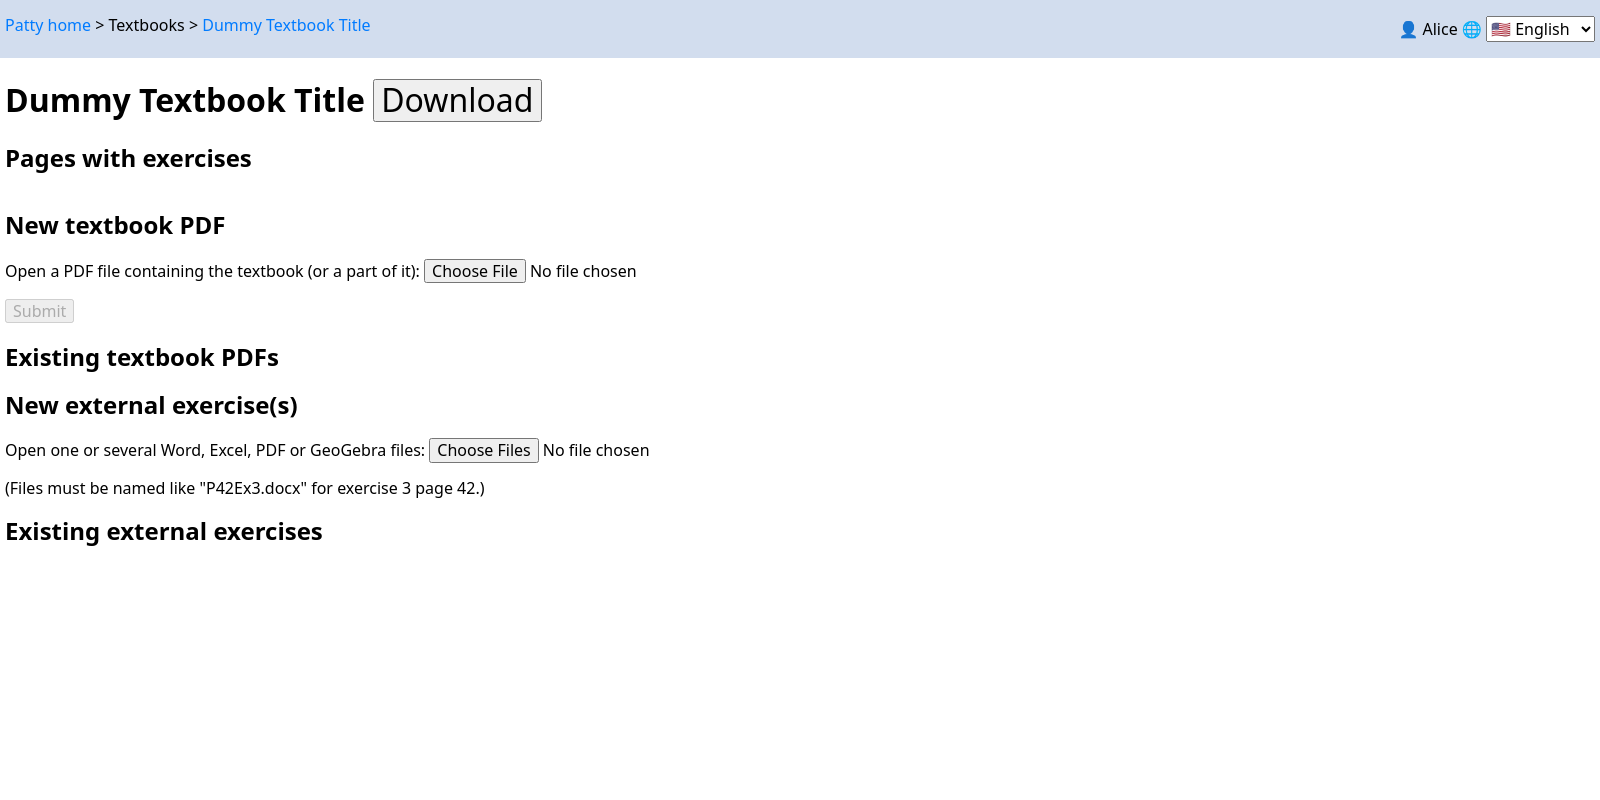 Patty home > Textbooks > Dummy Textbook Title
Alice English
Dummy Textbook Title Download
Pages with exercises
New textbook PDF
Open a PDF file containing the textbook (or a part of it): Choose File No file chosen
Submit
Existing textbook PDFs
New external exercise(s)
Open one or several Word, Excel, PDF or GeoGebra files: Choose Files No file chosen
(Files must be named like "P42Ex3.docx" for exercise 3 page 42.)
Existing external exercises